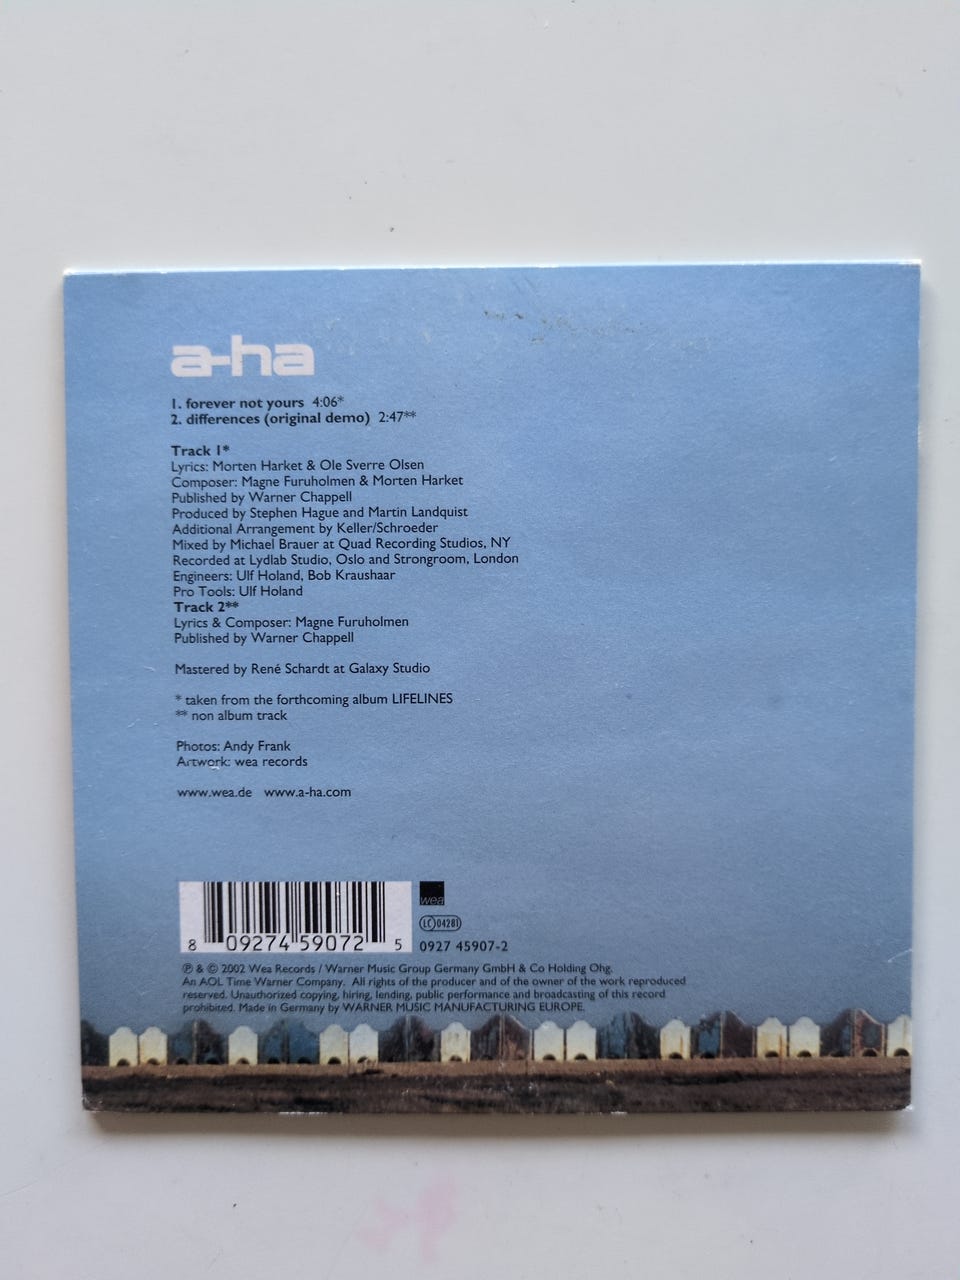 a-ha
1. forever not yours 4:06*
2. differences (original demo) 2:47**
Track 1*
Lyrics: Morten Harket & Ole Sverre Olsen
Composer: Magne Furuholmen & Morten Harket
Published by Warner Chappell
Produced by Stephen Hague and Martin Landquist
Additional Arrangement by Keller/Schroeder
Mixed by Michael Brauer at Quad Recording Studios, NY
Recorded at Lydlab Studio, Oslo and Strongroom, London
Engineers: Ulf Holand, Bob Kraushaar
Pro Tools: Ulf Holand
Track 2**
Lyrics & Composer: Magne Furuholmen
Published by Warner Chappell
Mastered by René Schardt at Galaxy Studio
* taken from the forthcoming album LIFELINES
** non album track
Photos: Andy Frank
Artwork: wea records
www.wea.de www.a-ha.com
wea
LC 04281
8 09274 59072 5
0927 45907-2
℗ & © 2002 Wea Records / Warner Music Group Germany GmbH & Co Holding Ohg.
An AOL Time Warner Company. All rights of the producer and of the owner of the work reproduced
reserved. Unauthorized copying, hiring, lending, public performance and broadcasting of this record
prohibited. Made in Germany by WARNER MUSIC MANUFACTURING EUROPE.